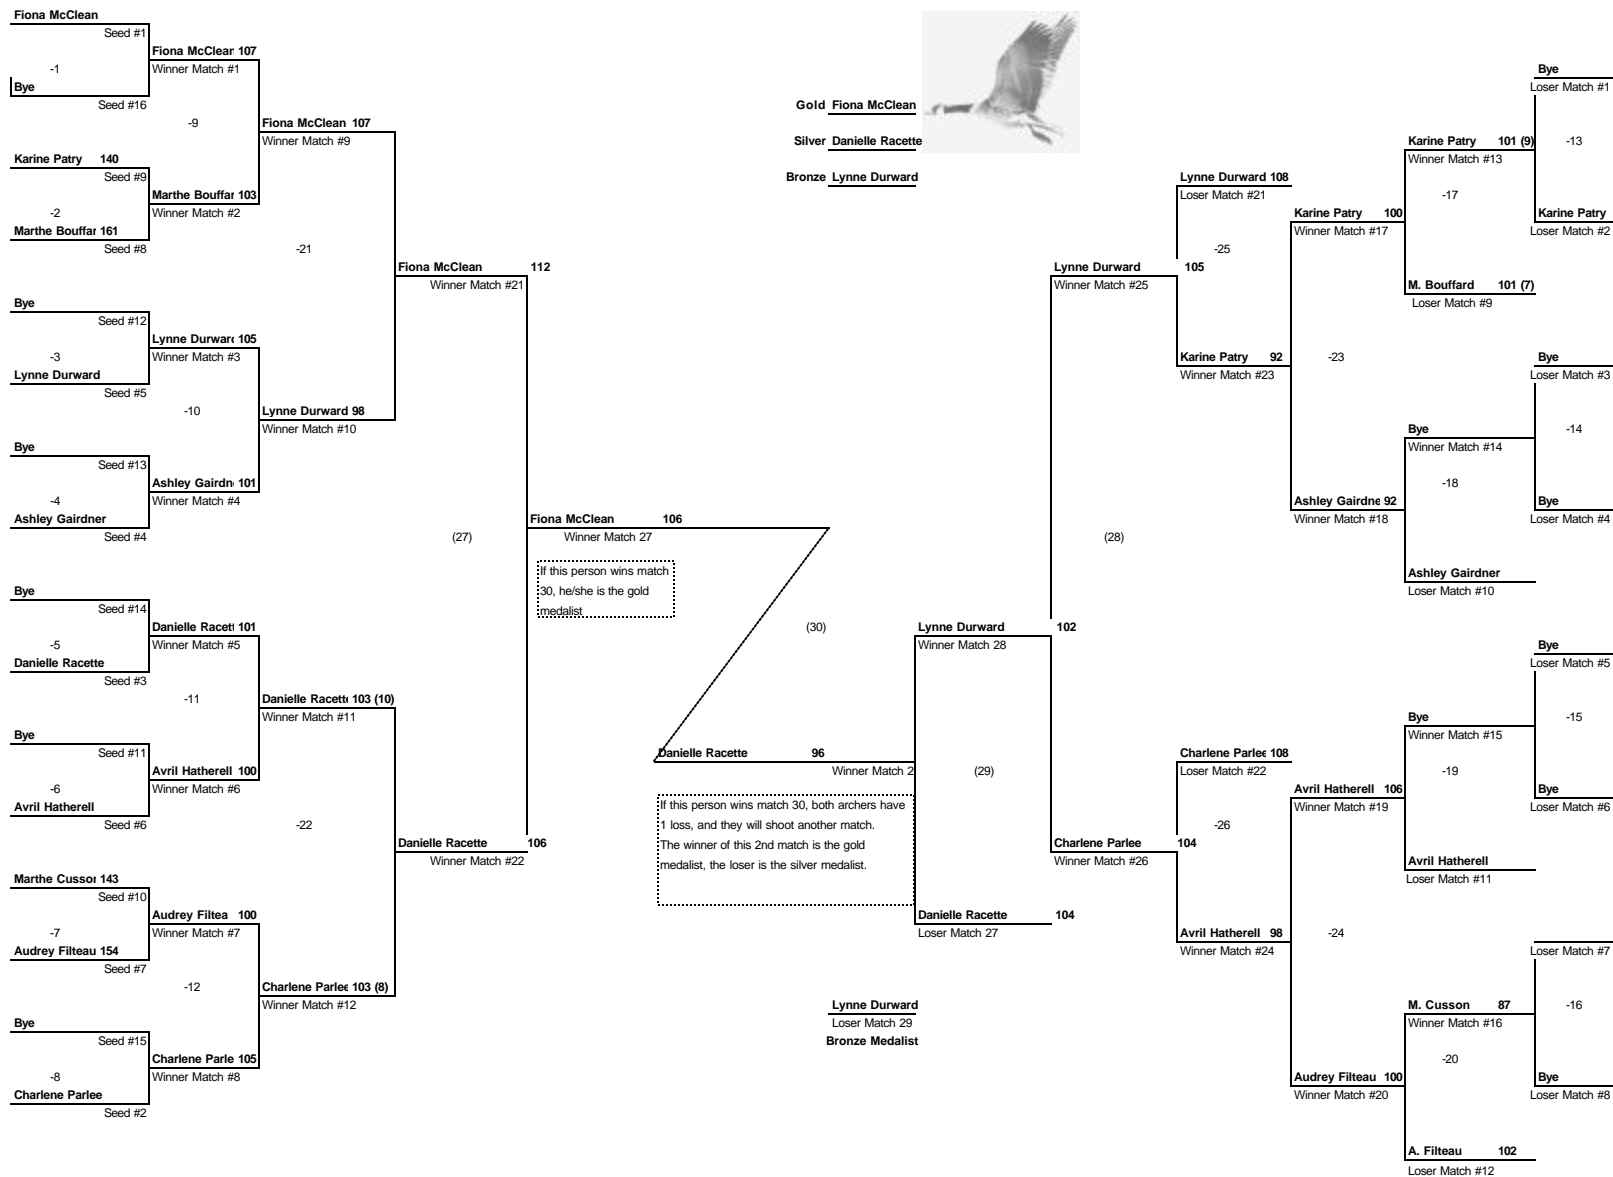 Fiona McClean
Seed #1
Fiona McClear 107
-1
Winner Match #1
Bye
Seed #16
-9
Fiona McClean 107
Winner Match #9
Karine Patry 140
Seed #9
Marthe Bouffar 103
-2
Winner Match #2
Marthe Bouffar 161
Seed #8
-21
Fiona McClean 112
Winner Match #21
Bye
Seed #12
Lynne Durwarc 105
-3
Winner Match #3
Lynne Durward
Seed #5
-10
Lynne Durward 98
Winner Match #10
Bye
Seed #13
Ashley Gairdn 101
-4
Winner Match #4
Ashley Gairdner
Seed #4
(27)
Fiona McClean 106
Winner Match 27
If this person wins match
30, he/she is the gold
medalist
Bye
Seed #14
Danielle Racett 101
-5
Winner Match #5
Danielle Racette
Seed #3
-11
Danielle Racette 103 (10)
Winner Match #11
Bye
Seed #11
Avril Hatherell 100
-6
Winner Match #6
Avril Hatherell
Seed #6
-22
Danielle Racette 106
Winner Match #22
Marthe Cussor 143
Seed #10
Audrey Filtea 100
-7
Winner Match #7
Audrey Filteau 154
Seed #7
-12
Charlene Parlee 103 (8)
Winner Match #12
Bye
Seed #15
Charlene Parle 105
-8
Winner Match #8
Charlene Parlee
Seed #2
Gold Fiona McClean
Silver Danielle Racette
Bronze Lynne Durward
(30)
Danielle Racette 96
Winner Match 2
If this person wins match 30, both archers have
1 loss, and they will shoot another match.
The winner of this 2nd match is the gold
medalist, the loser is the silver medalist.
Lynne Durward 102
Winner Match 28
(29)
Danielle Racette 104
Loser Match 27
Lynne Durward
Loser Match 29
Bronze Medalist
Lynne Durward 105
Winner Match #25
(28)
Charlene Parlee 104
Winner Match #26
Lynne Durward 108
Loser Match #21
-25
Karine Patry 92
Winner Match #23
Charlene Parlee 108
Loser Match #22
-26
Avril Hatherell 98
Winner Match #24
Karine Patry 100
Winner Match #17
-23
Ashley Gairdne 92
Winner Match #18
Avril Hatherell 106
Winner Match #19
-24
Audrey Filteau 100
Winner Match #20
Karine Patry 101 (9)
Winner Match #13
-17
M. Bouffard 101 (7)
Loser Match #9
Bye
Winner Match #14
-18
Ashley Gairdner
Loser Match #10
Bye
Winner Match #15
-19
Avril Hatherell
Loser Match #11
M. Cusson 87
Winner Match #16
-20
A. Filteau 102
Loser Match #12
Bye
Loser Match #1
-13
Karine Patry
Loser Match #2
Bye
Loser Match #3
-14
Bye
Loser Match #4
Bye
Loser Match #5
-15
Bye
Loser Match #6
Loser Match #7
-16
Bye
Loser Match #8